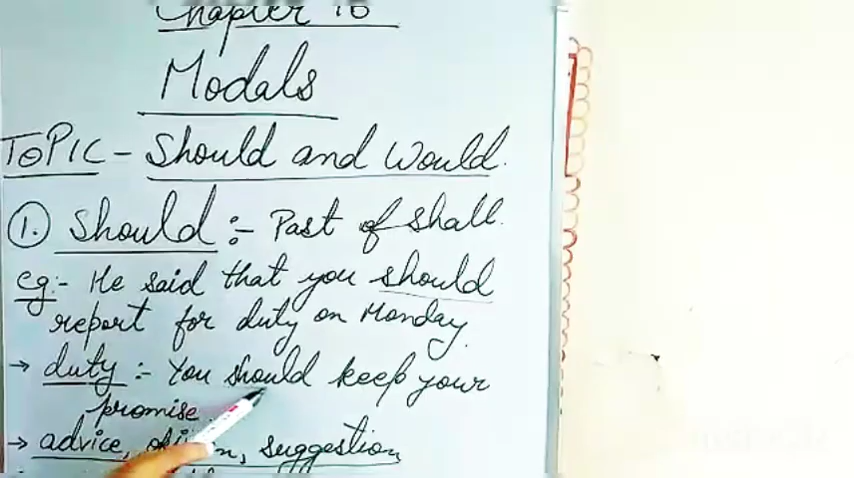 Chapter 16
Modals
TOPIC - Should and Would.
1. Should :- Past of shall.
eg:- He said that you should
report for duty on Monday.
→ duty :- You should keep your
promise.
→ advice, suggestion